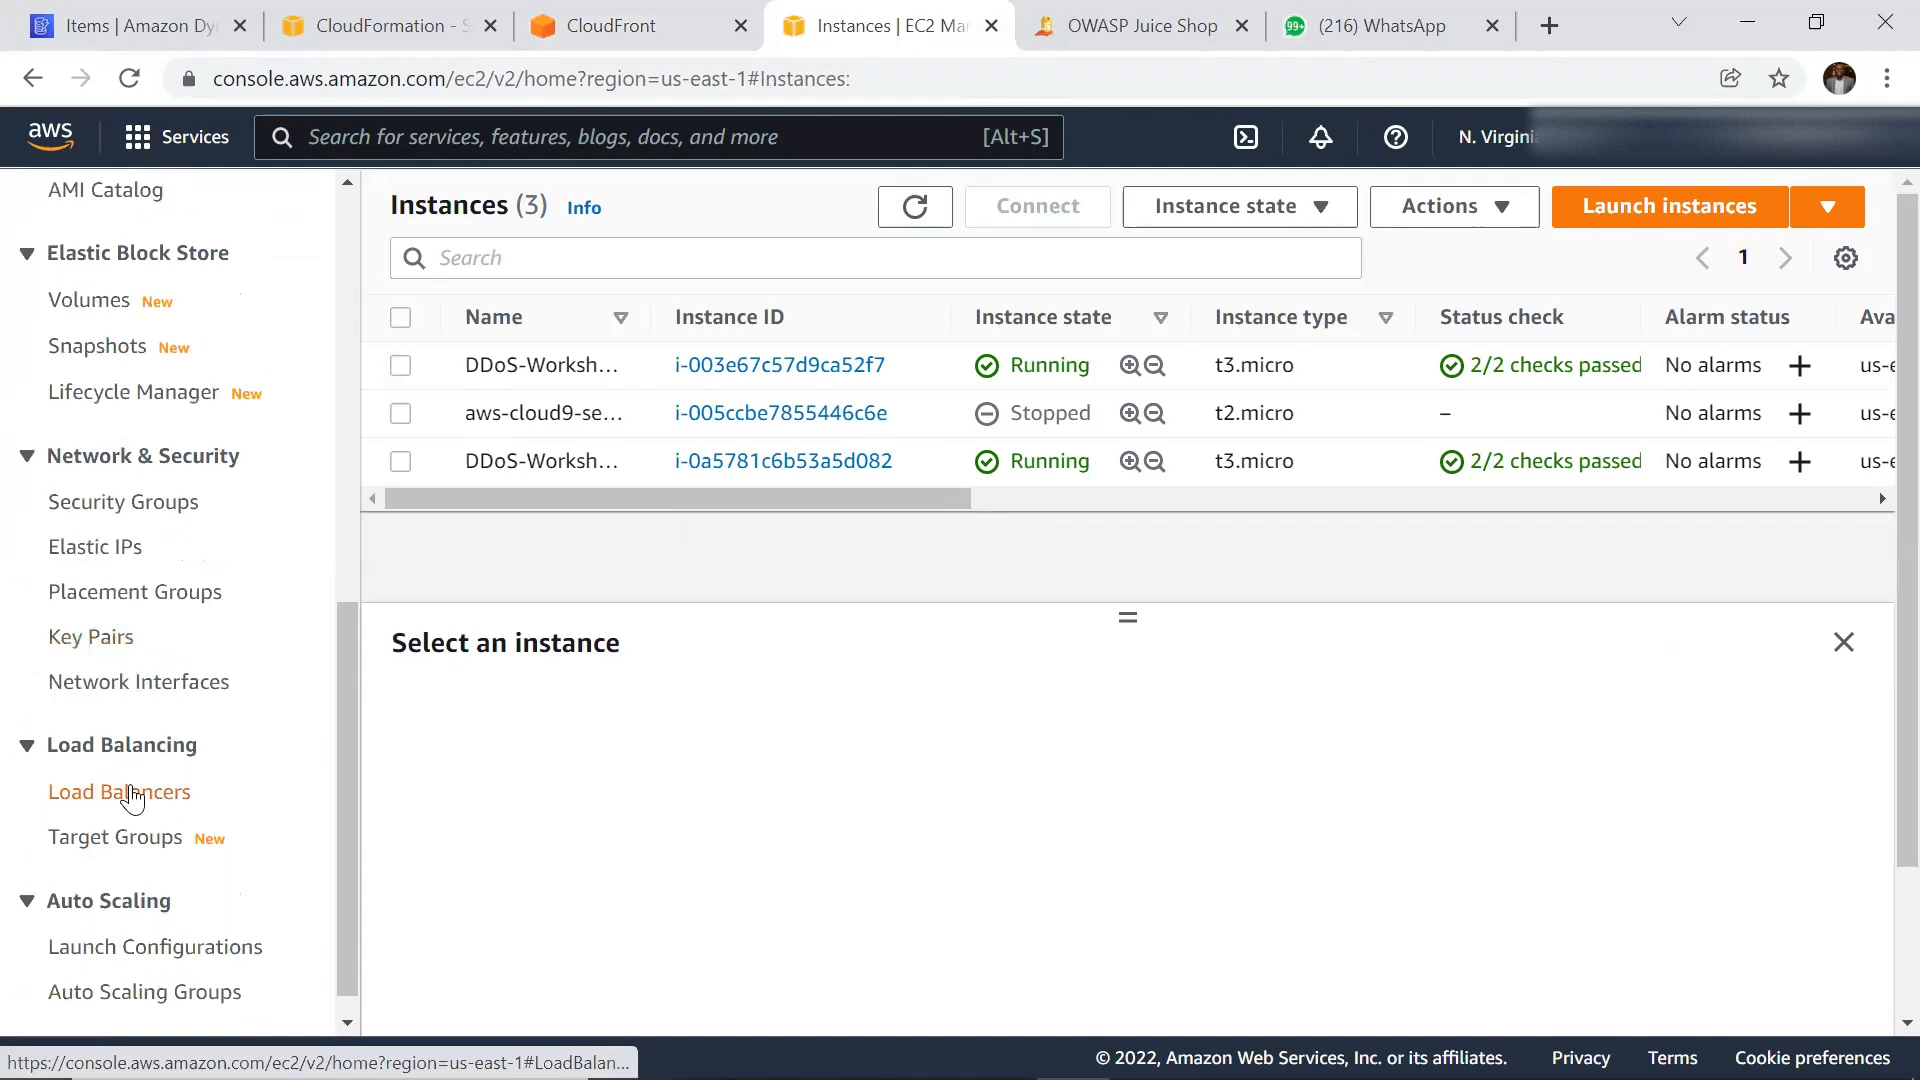 Items | Amazon Dy
CloudFormation - S
CloudFront
Instances | EC2 Mar
OWASP Juice Shop
99+ (216) WhatsApp
console.aws.amazon.com/ec2/v2/home?region=us-east-1#Instances:
aws
Services
Search for services, features, blogs, docs, and more
[Alt+S]
N. Virgini
AMI Catalog
Elastic Block Store
Volumes New
Snapshots New
Lifecycle Manager New
Network & Security
Security Groups
Elastic IPs
Placement Groups
Key Pairs
Network Interfaces
Load Balancing
Load Balancers
Target Groups New
Auto Scaling
Launch Configurations
Auto Scaling Groups
Instances (3) Info
Connect
Instance state
Actions
Launch instances
Search
1
Name Instance ID Instance state Instance type Status check Alarm status Ava
DDoS-Worksh... i-003e67c57d9ca52f7 Running t3.micro 2/2 checks passed No alarms + us-e
aws-cloud9-se... i-005ccbe7855446c6e Stopped t2.micro – No alarms + us-e
DDoS-Worksh... i-0a5781c6b53a5d082 Running t3.micro 2/2 checks passed No alarms + us-e
Select an instance
https://console.aws.amazon.com/ec2/v2/home?region=us-east-1#LoadBalan...
© 2022, Amazon Web Services, Inc. or its affiliates. Privacy Terms Cookie preferences